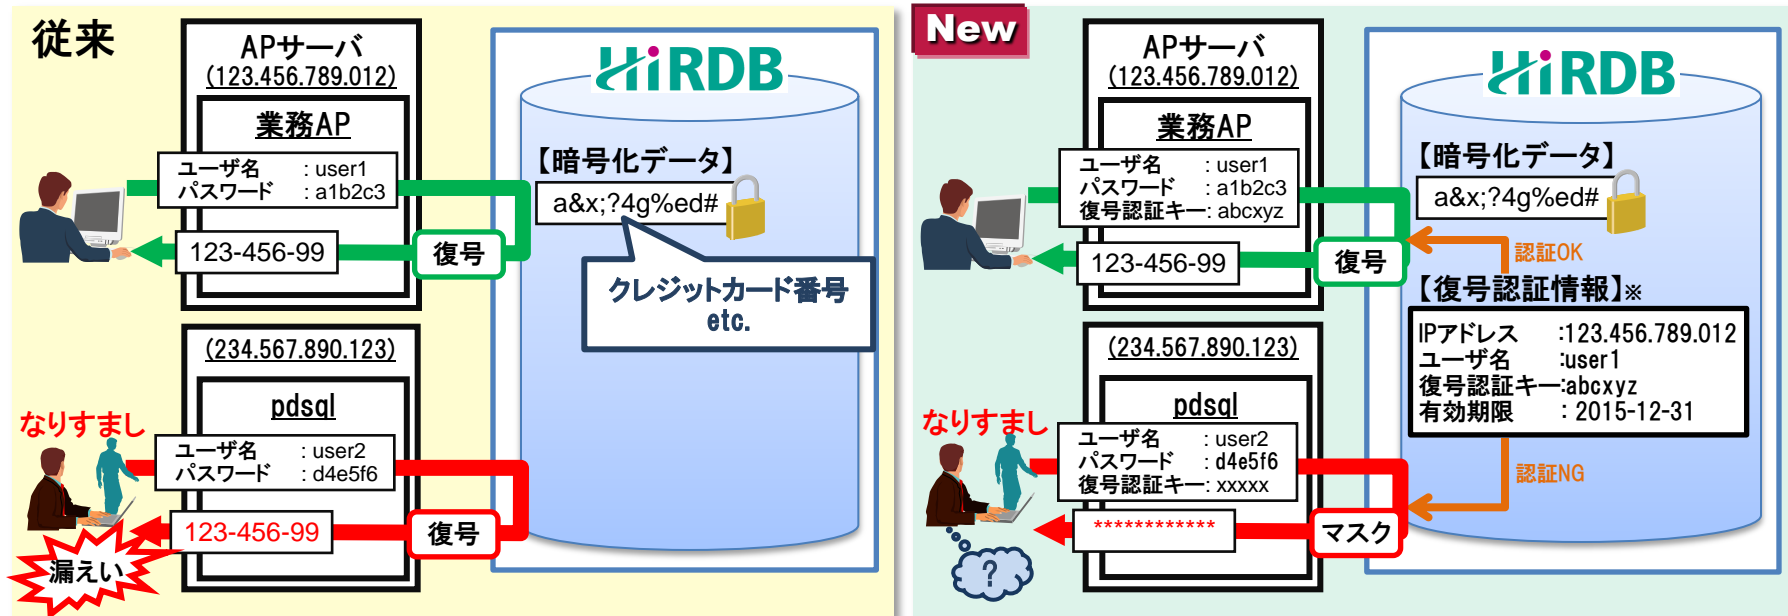 従来
APサーバ
(123.456.789.012)
業務AP
ユーザ名 : user1
パスワード : a1b2c3
123-456-99
復号
HiRDB
【暗号化データ】
a&x;?4g%ed#
クレジットカード番号
etc.
(234.567.890.123)
pdsql
なりすまし
ユーザ名 : user2
パスワード : d4e5f6
123-456-99
復号
漏えい
New
APサーバ
(123.456.789.012)
業務AP
ユーザ名 : user1
パスワード : a1b2c3
復号認証キー: abcxyz
123-456-99
復号
HiRDB
【暗号化データ】
a&x;?4g%ed#
認証OK
【復号認証情報】※
IPアドレス :123.456.789.012
ユーザ名 :user1
復号認証キー:abcxyz
有効期限 : 2015-12-31
認証NG
(234.567.890.123)
pdsql
なりすまし
ユーザ名 : user2
パスワード : d4e5f6
復号認証キー: xxxxx
************
マスク
?